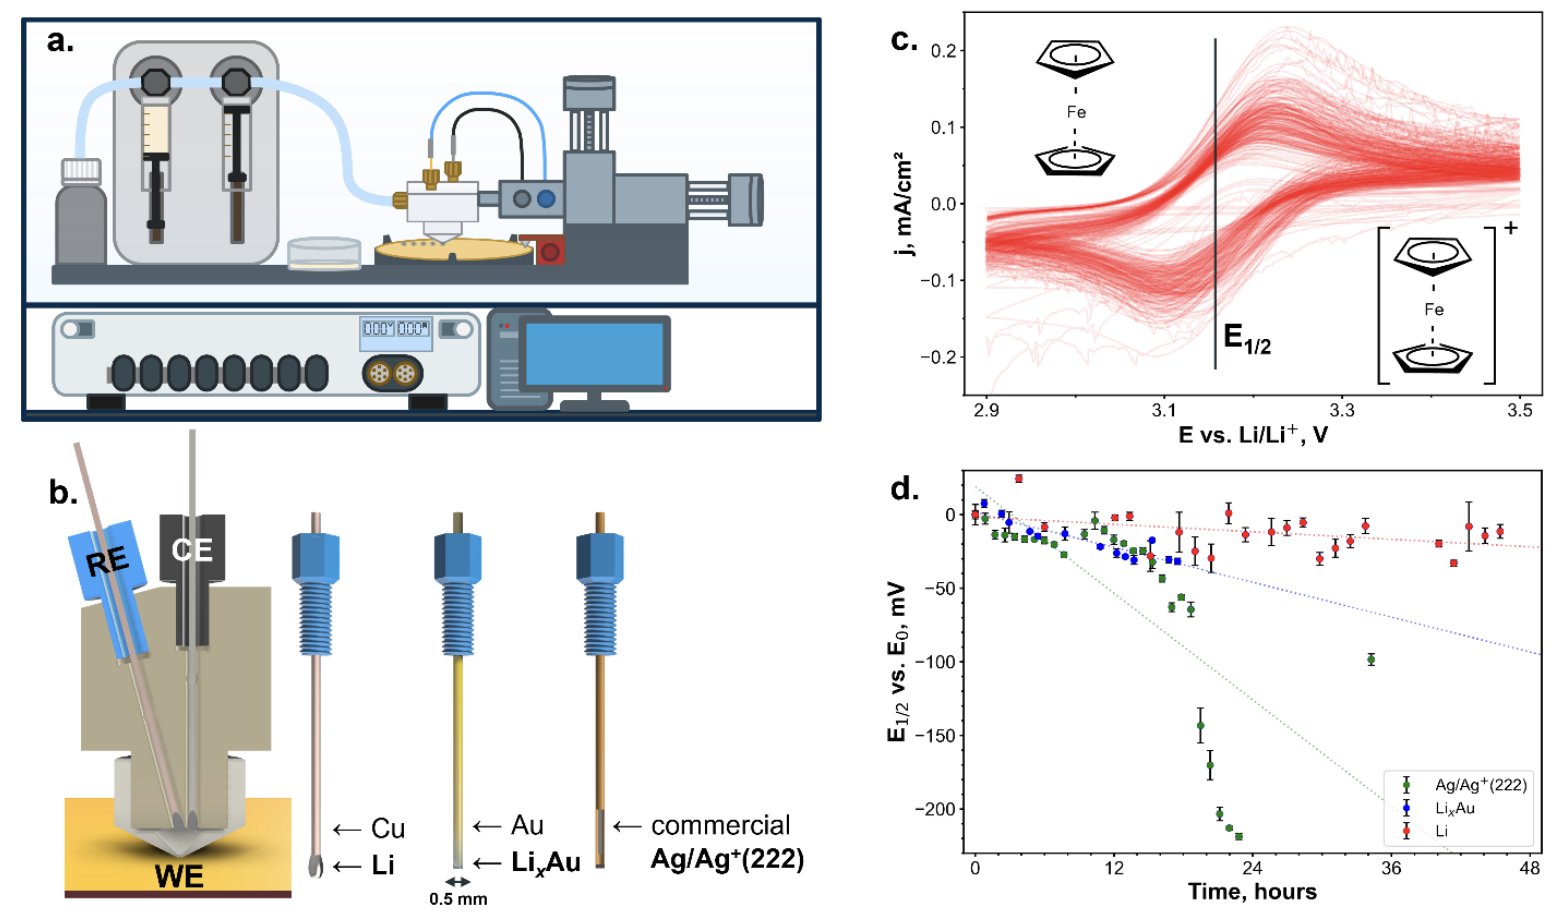 a.
000V 000A
b.
RE
CE
WE
← Cu
← Li
← Au
← LiₓAu
0.5 mm
← commercial
Ag/Ag⁺(222)
c.
0.2
0.1
0.0
−0.1
−0.2
j, mA/cm²
Fe
E₁/₂
Fe
+
2.9
3.1
3.3
3.5
E vs. Li/Li⁺, V
d.
0
−50
−100
−150
−200
E₁/₂ vs. E₀, mV
Ag/Ag⁺(222)
LiₓAu
Li
0
12
24
36
48
Time, hours